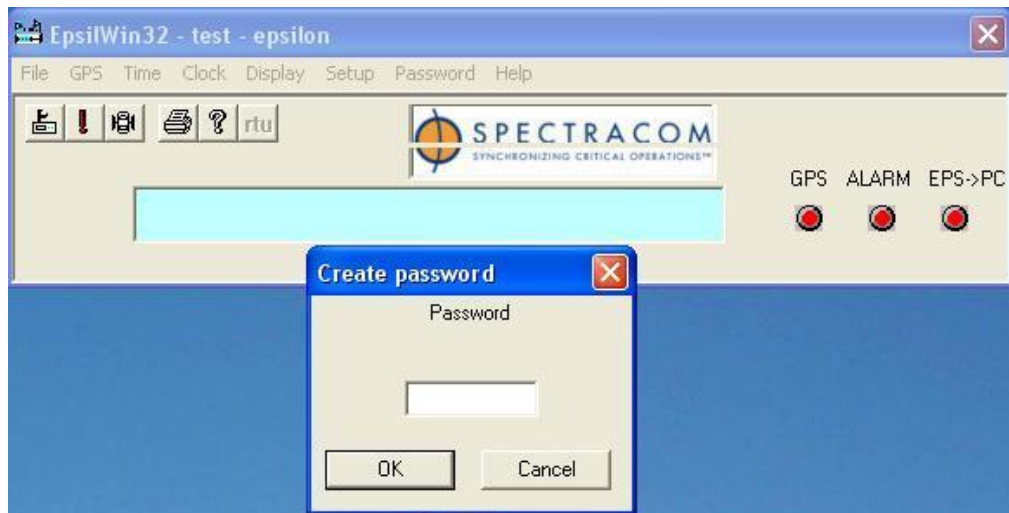 EpsilWin32 - test - epsilon
File GPS Time Clock Display Setup Password Help
rtu
SPECTRACOM
SYNCHRONIZING CRITICAL OPERATIONS™
GPS ALARM EPS->PC
Create password
Password
OK Cancel